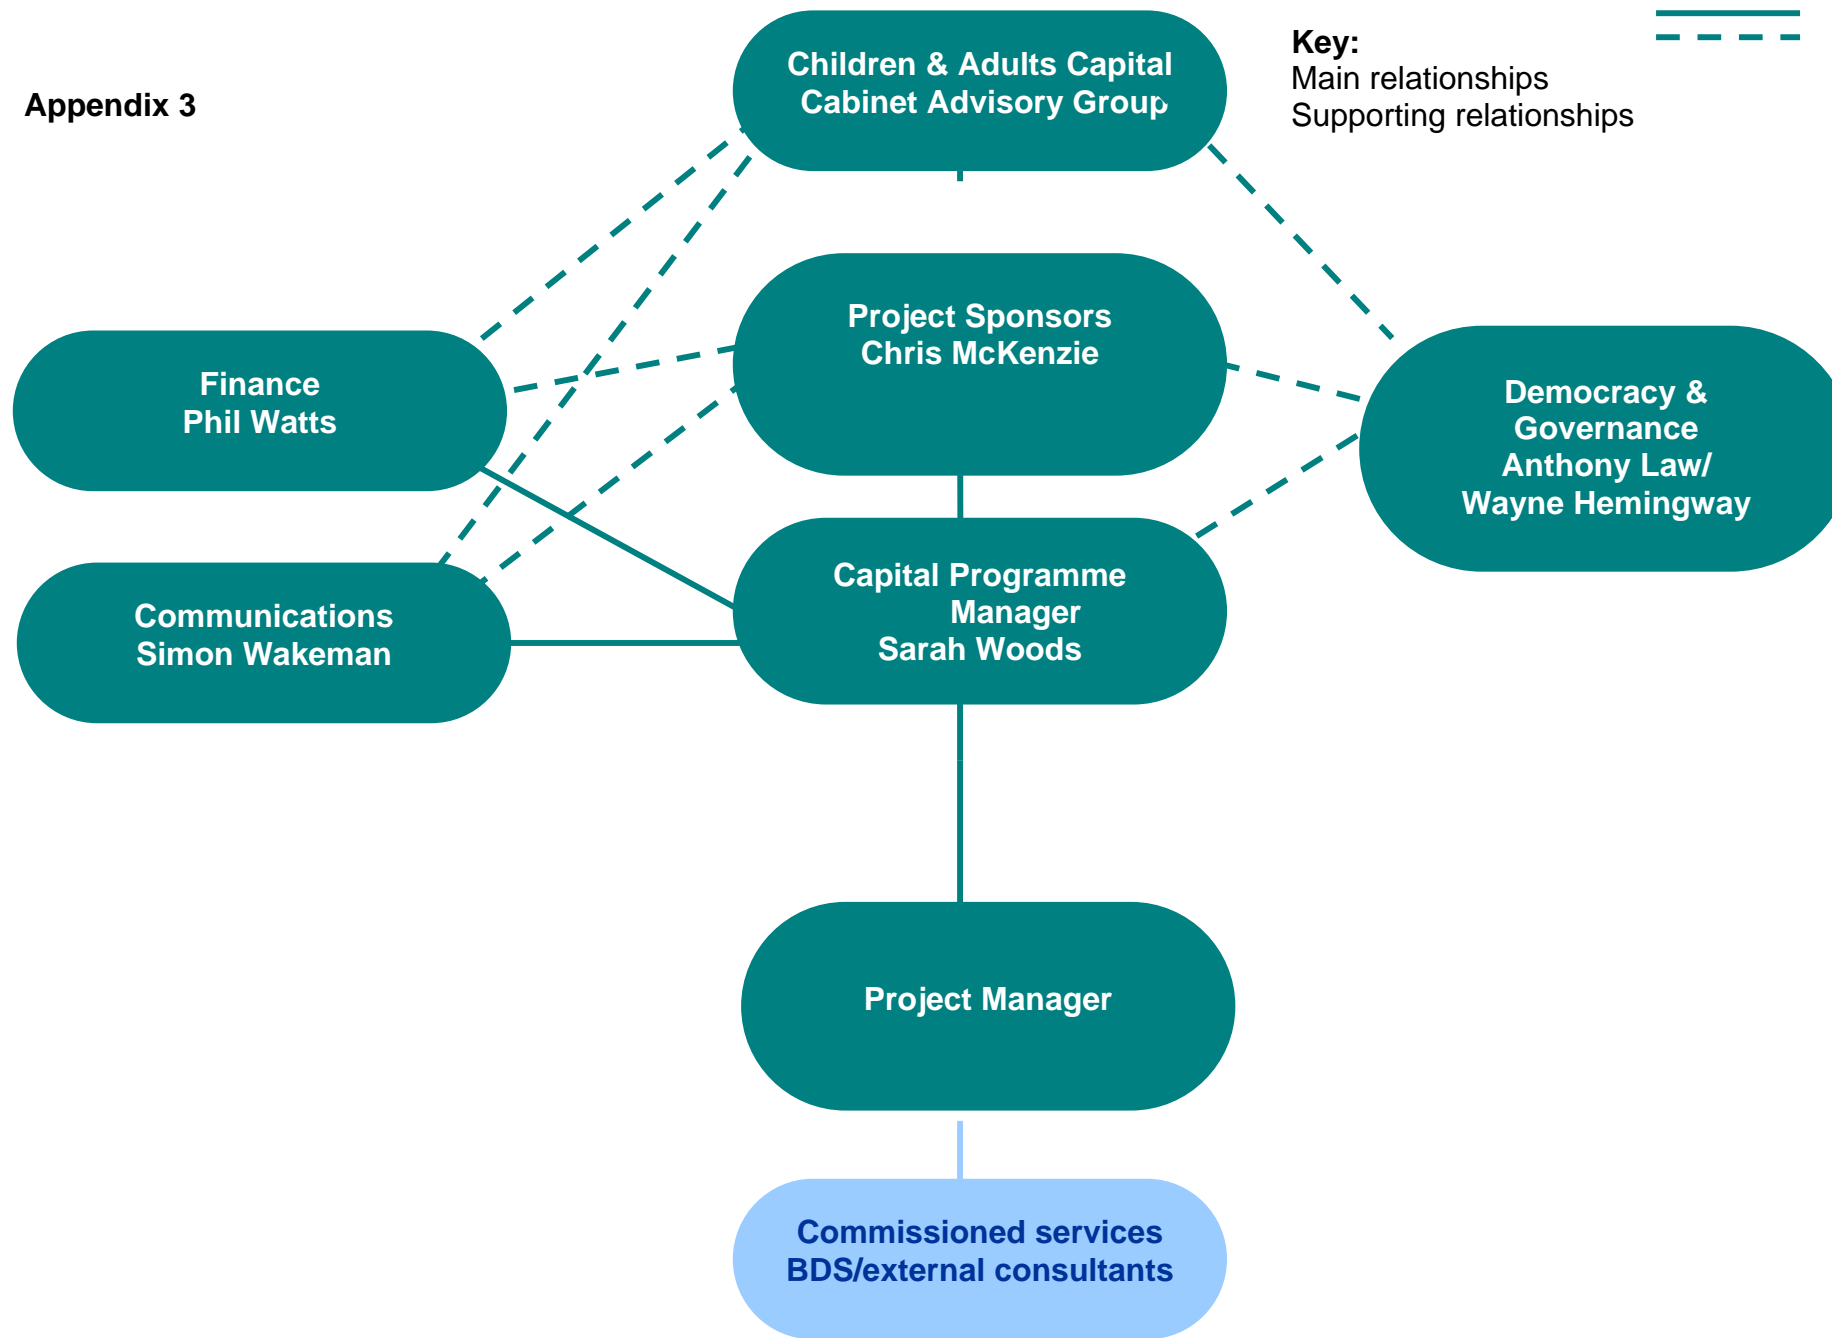 Appendix 3
Children & Adults Capital
Cabinet Advisory Group
Key:
Main relationships
Supporting relationships
Project Sponsors
Chris McKenzie
Finance
Phil Watts
Democracy &
Governance
Anthony Law/
Wayne Hemingway
Communications
Simon Wakeman
Capital Programme
Manager
Sarah Woods
Project Manager
Commissioned services
BDS/external consultants